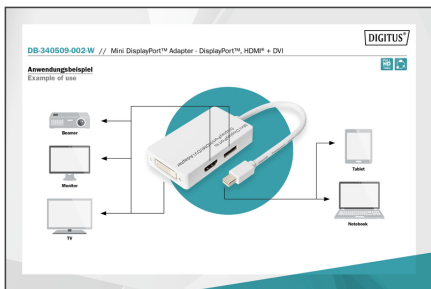 DIGITUS®
DB-340509-002-W // Mini DisplayPort™ Adapter - DisplayPort™, HDMI® + DVI
Anwendungsbeispiel
Example of use
HD
Beamer
Monitor
TV
Tablet
Notebook